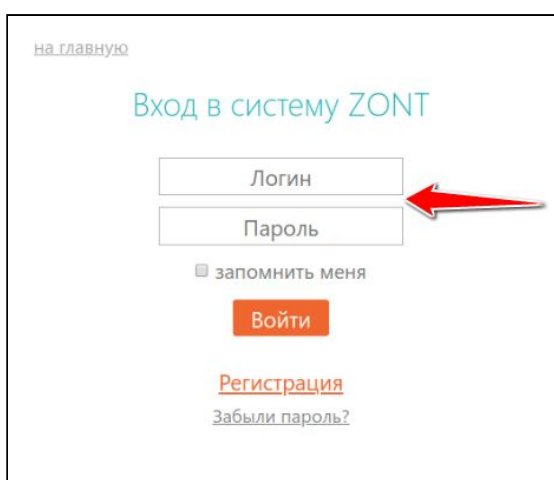 на главную
Вход в систему ZONT
Логин
Пароль
запомнить меня
Войти
Регистрация
Забыли пароль?